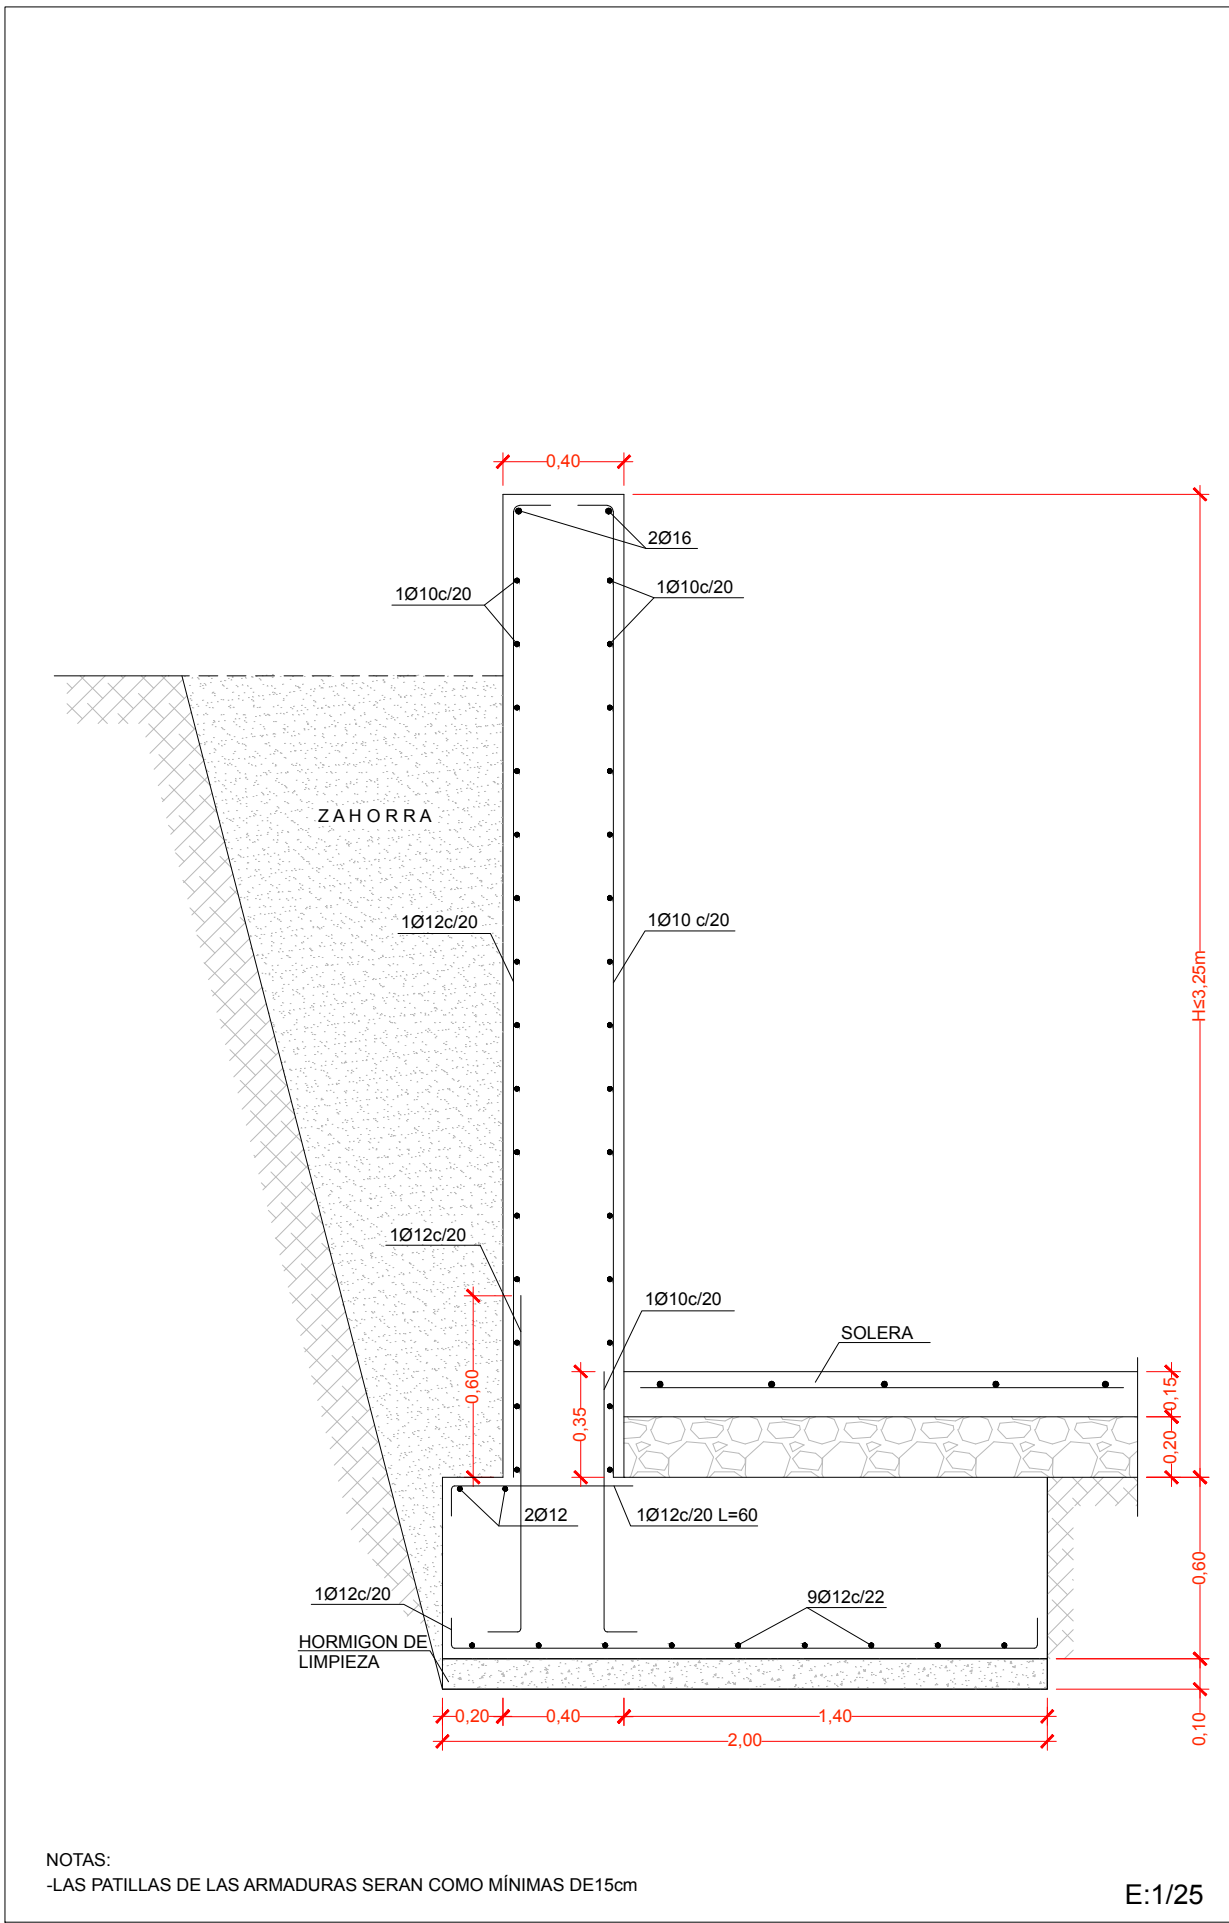 0,40
2Ø16
1Ø10c/20
1Ø10c/20
ZAHORRA
1Ø12c/20
1Ø10 c/20
H≤3,25m
1Ø12c/20
1Ø10c/20
SOLERA
0,60
0,35
0,15
0,20
2Ø12
1Ø12c/20 L=60
0,60
1Ø12c/20
9Ø12c/22
HORMIGON DE
LIMPIEZA
0,20
0,40
1,40
0,10
2,00
NOTAS:
-LAS PATILLAS DE LAS ARMADURAS SERAN COMO MÍNIMAS DE15cm
E:1/25